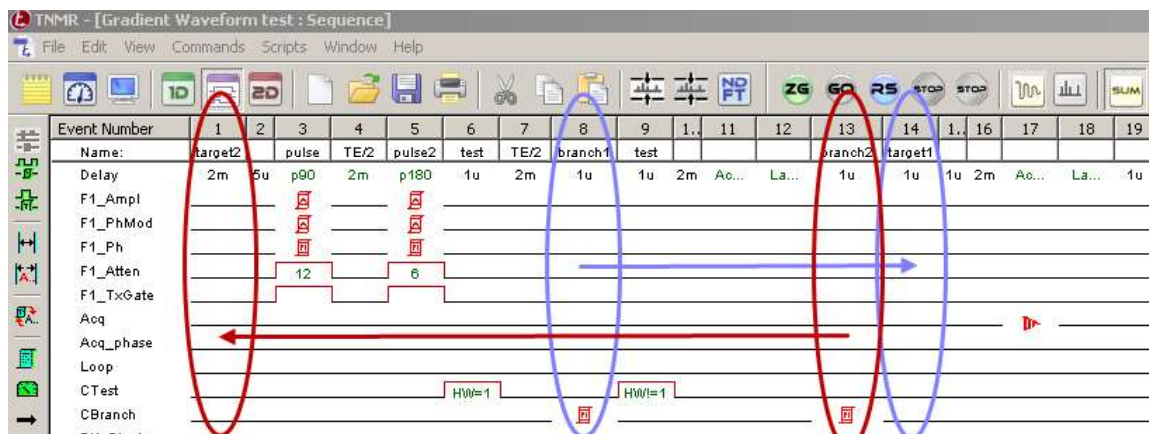 TNMR - [Gradient Waveform test : Sequence]
File Edit View Commands Scripts Window Help
1D 2D ND FT ZG GO RS STOP STOP SUM
Event Number 1 2 3 4 5 6 7 8 9 1.. 11 12 13 14 1.. 16 17 18 19
Name: target2 pulse TE/2 pulse2 test TE/2 branch1 test branch2 target1
Delay 2m 5u p90 2m p180 1u 2m 1u 1u 2m Ac... La... 1u 1u 1u 2m Ac... La... 1u
F1_Ampl
F1_PhMod
F1_Ph
F1_Atten 12 6
F1_TxGate
Acq
Acq_phase
Loop
CTest HW=1 HW!=1
CBranch